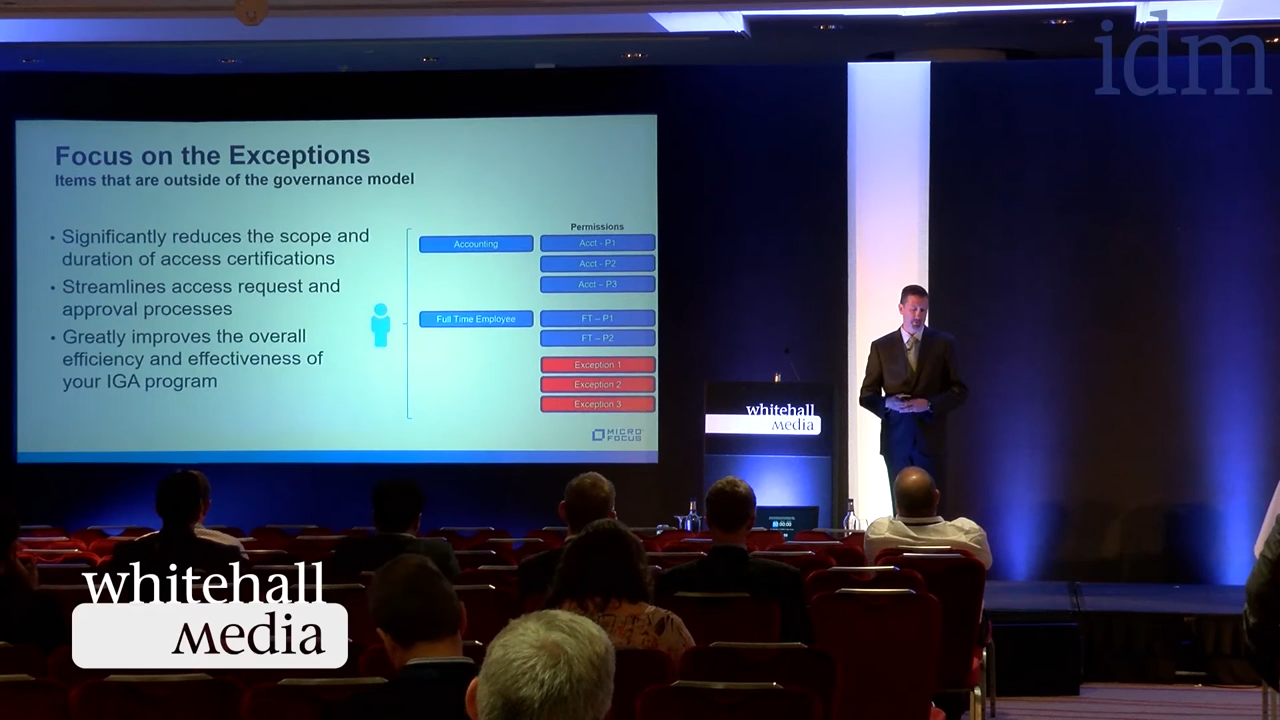 idm
Focus on the Exceptions
Items that are outside of the governance model
• Significantly reduces the scope and
duration of access certifications
• Streamlines access request and
approval processes
• Greatly improves the overall
efficiency and effectiveness of
your IGA program
Permissions
Accounting
Acct - P1
Acct - P2
Acct – P3
Full Time Employee
FT – P1
FT – P2
Exception 1
Exception 2
Exception 3
MICRO
FOCUS
whitehall
Media
whitehall
Media